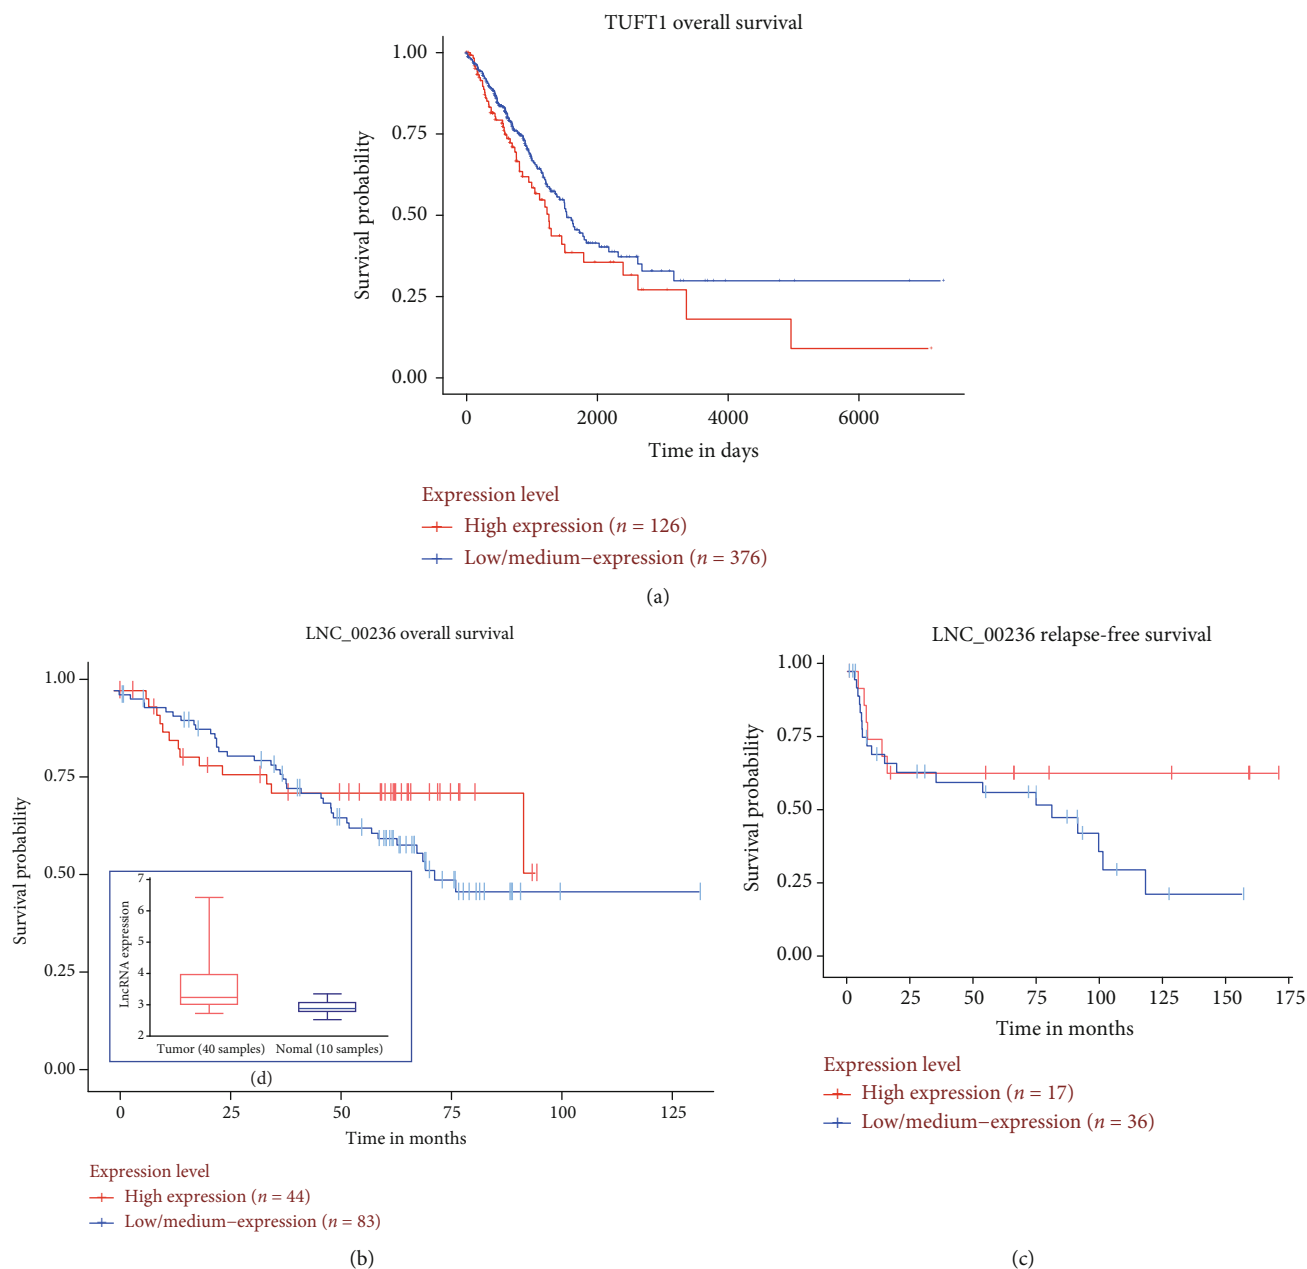 TUFT1 overall survival
1.00
0.75
0.50
0.25
0.00
Survival probability
0 2000 4000 6000
Time in days
Expression level
High expression (n = 126)
Low/medium−expression (n = 376)
(a)
LNC_00236 overall survival
1.00
0.75
0.50
0.25
0.00
Survival probability
7
6
5
4
3
2
LncRNA expression
Tumor (40 samples) Nomal (10 samples)
(d)
0 25 50 75 100 125
Time in months
Expression level
High expression (n = 44)
Low/medium−expression (n = 83)
(b)
LNC_00236 relapse-free survival
1.00
0.75
0.50
0.25
0.00
Survival probability
0 25 50 75 100 125 150 175
Time in months
Expression level
High expression (n = 17)
Low/medium−expression (n = 36)
(c)